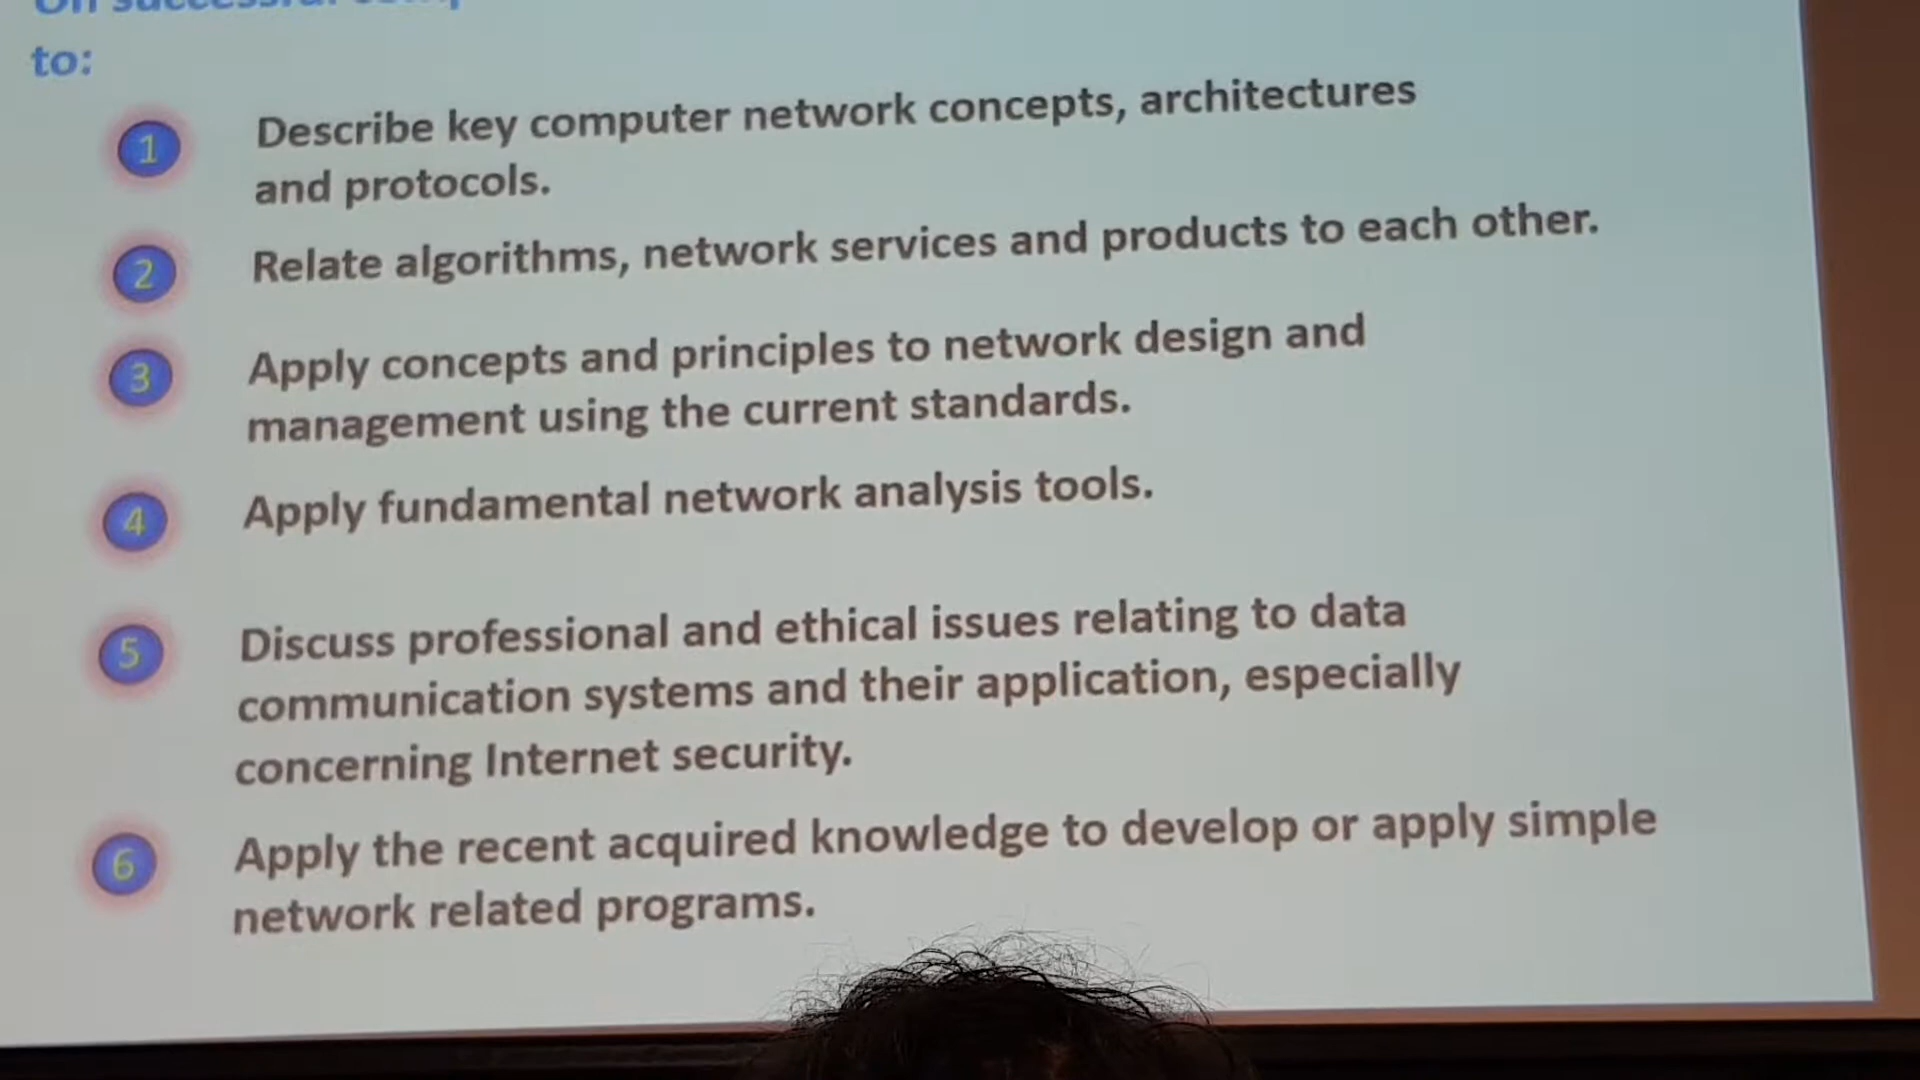 On successful
to:
1 Describe key computer network concepts, architectures
and protocols.
2 Relate algorithms, network services and products to each other.
3 Apply concepts and principles to network design and
management using the current standards.
4 Apply fundamental network analysis tools.
5 Discuss professional and ethical issues relating to data
communication systems and their application, especially
concerning Internet security.
6 Apply the recent acquired knowledge to develop or apply simple
network related programs.